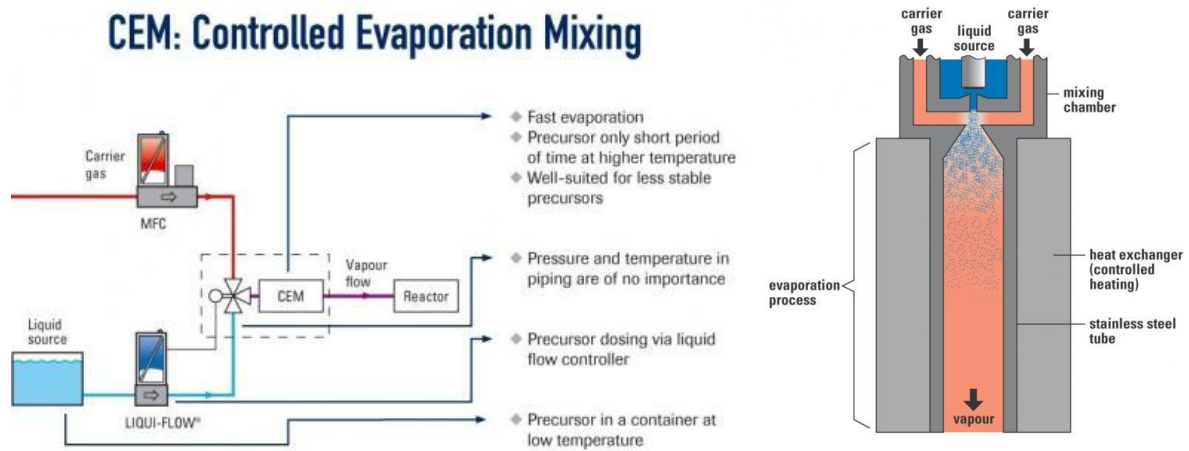 CEM: Controlled Evaporation Mixing
Carrier
gas
MFC
Liquid
source
LIQUI-FLOW®
CEM
Vapour
flow
Reactor
◆ Fast evaporation
◆ Precursor only short period
of time at higher temperature
◆ Well-suited for less stable
precursors
◆ Pressure and temperature in
piping are of no importance
◆ Precursor dosing via liquid
flow controller
◆ Precursor in a container at
low temperature
carrier
gas
liquid
source
carrier
gas
mixing
chamber
evaporation
process
heat exchanger
(controlled
heating)
stainless steel
tube
vapour